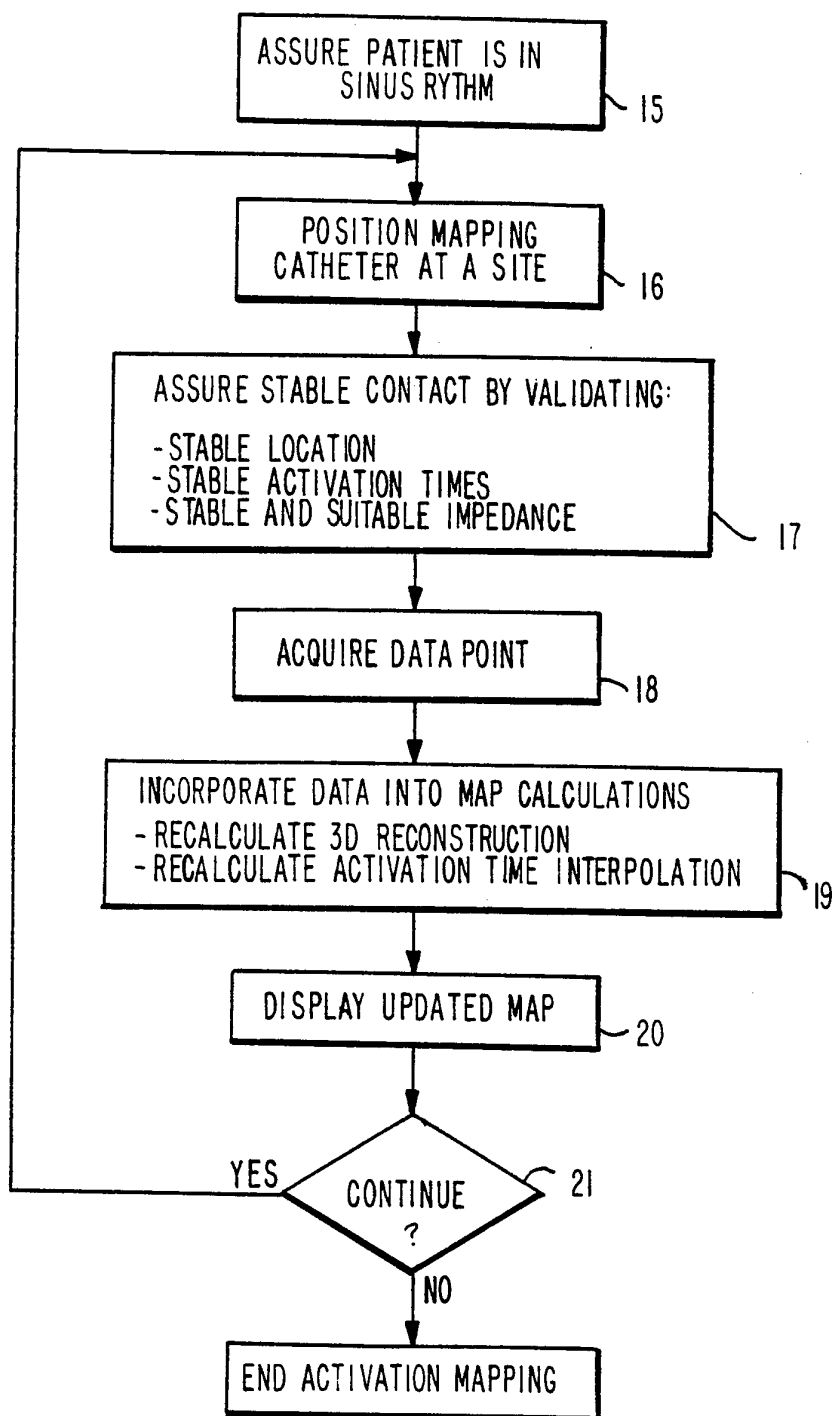 ASSURE PATIENT IS IN
SINUS RYTHM
15
POSITION MAPPING
CATHETER AT A SITE
16
ASSURE STABLE CONTACT BY VALIDATING:
-STABLE LOCATION
-STABLE ACTIVATION TIMES
-STABLE AND SUITABLE IMPEDANCE
17
ACQUIRE DATA POINT
18
INCORPORATE DATA INTO MAP CALCULATIONS
-RECALCULATE 3D RECONSTRUCTION
-RECALCULATE ACTIVATION TIME INTERPOLATION
19
DISPLAY UPDATED MAP
20
YES
CONTINUE
?
21
NO
END ACTIVATION MAPPING